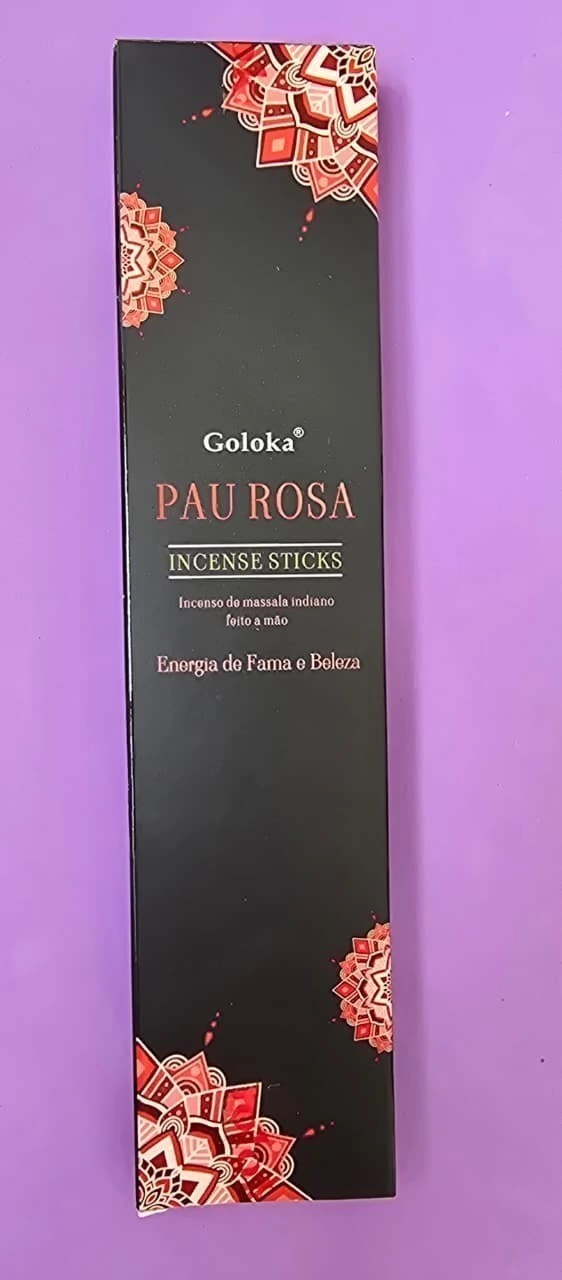 Goloka®
PAU ROSA
INCENSE STICKS
Incenso de massala indiano
feito a mão
Energia de Fama e Beleza